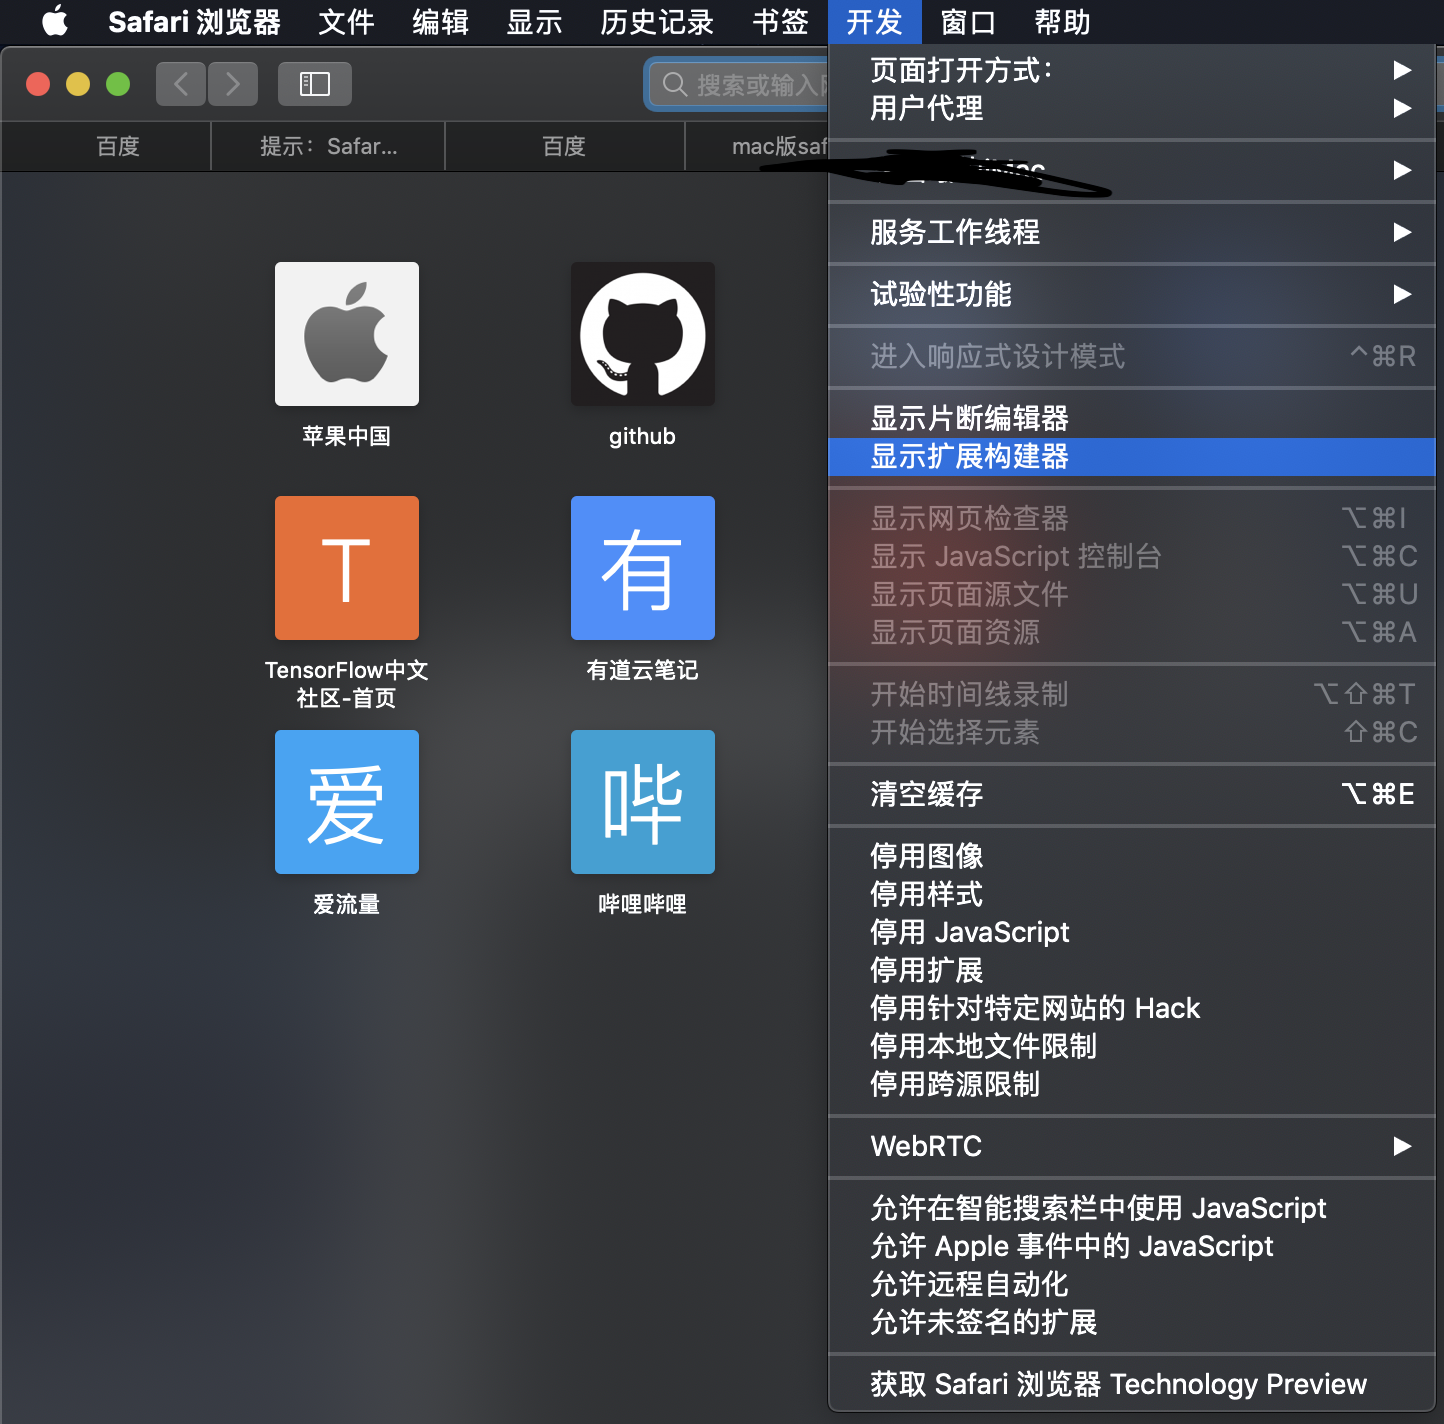 Safari 浏览器 文件 编辑 显示 历史记录 书签 开发 窗口 帮助
搜索或输入
百度 提示：Safar... 百度 mac版saf
苹果中国 github
T 有
TensorFlow中文 有道云笔记
社区-首页
爱 哔
爱流量 哔哩哔哩
页面打开方式：
用户代理
服务工作线程
试验性功能
进入响应式设计模式 ^⌘R
显示片断编辑器
显示扩展构建器
显示网页检查器 ⌥⌘I
显示 JavaScript 控制台 ⌥⌘C
显示页面源文件 ⌥⌘U
显示页面资源 ⌥⌘A
开始时间线录制 ⌥⇧⌘T
开始选择元素 ⇧⌘C
清空缓存 ⌥⌘E
停用图像
停用样式
停用 JavaScript
停用扩展
停用针对特定网站的 Hack
停用本地文件限制
停用跨源限制
WebRTC
允许在智能搜索栏中使用 JavaScript
允许 Apple 事件中的 JavaScript
允许远程自动化
允许未签名的扩展
获取 Safari 浏览器 Technology Preview